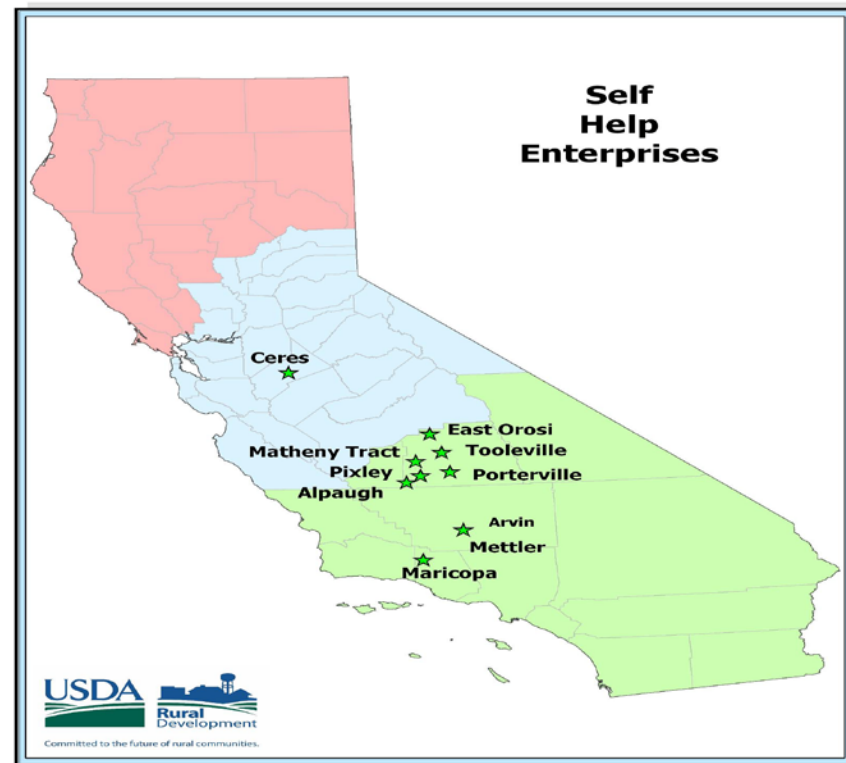 Self
Help
Enterprises
Ceres
East Orosi
Matheny Tract
Tooleville
Pixley
Porterville
Alpaugh
Arvin
Mettler
Maricopa
USDA
Rural
Development
Committed to the future of rural communities.